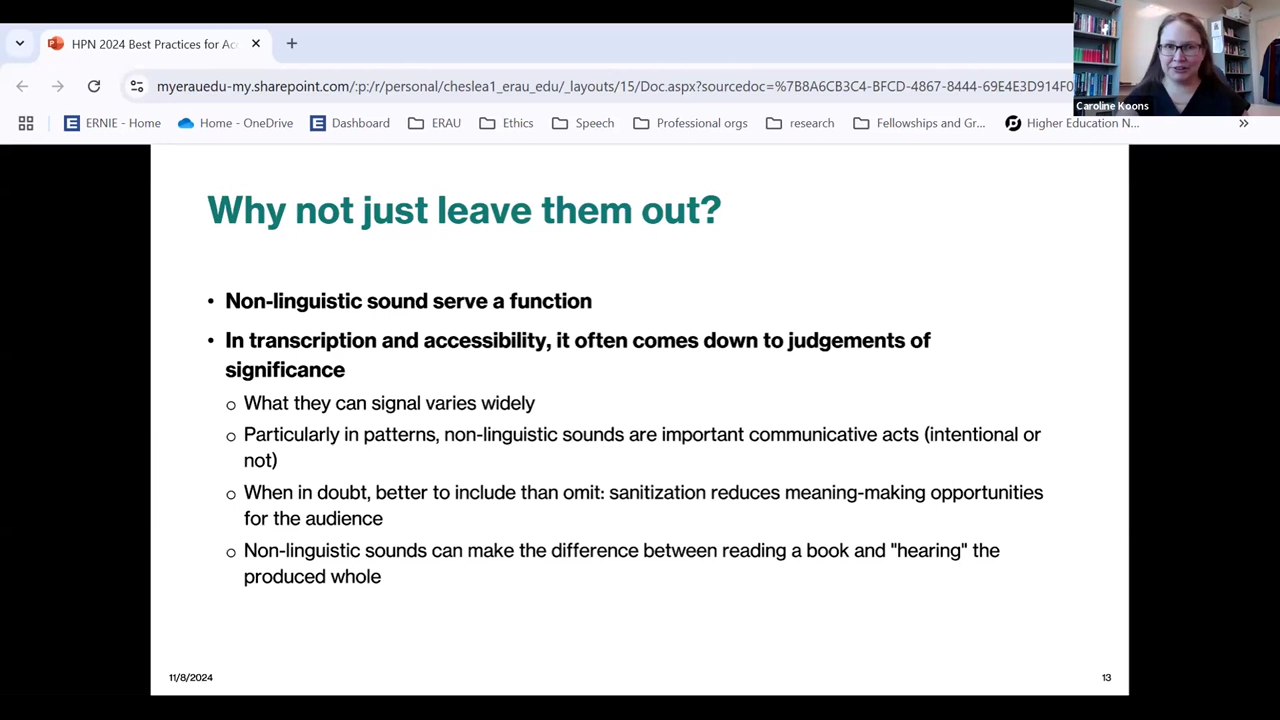 HPN 2024 Best Practices for Ac
myerauedu-my.sharepoint.com/:p:/r/personal/cheslea1_erau_edu/_layouts/15/Doc.aspx?sourcedoc=%7B8A6CB3C4-BFCD-4867-8444-69E4E3D914F0
Caroline Koons
ERNIE - Home
Home - OneDrive
Dashboard
ERAU
Ethics
Speech
Professional orgs
research
Fellowships and Gr...
Higher Education N...
Why not just leave them out?
• Non-linguistic sound serve a function
• In transcription and accessibility, it often comes down to judgements of
significance
o What they can signal varies widely
o Particularly in patterns, non-linguistic sounds are important communicative acts (intentional or
not)
o When in doubt, better to include than omit: sanitization reduces meaning-making opportunities
for the audience
o Non-linguistic sounds can make the difference between reading a book and "hearing" the
produced whole
11/8/2024
13